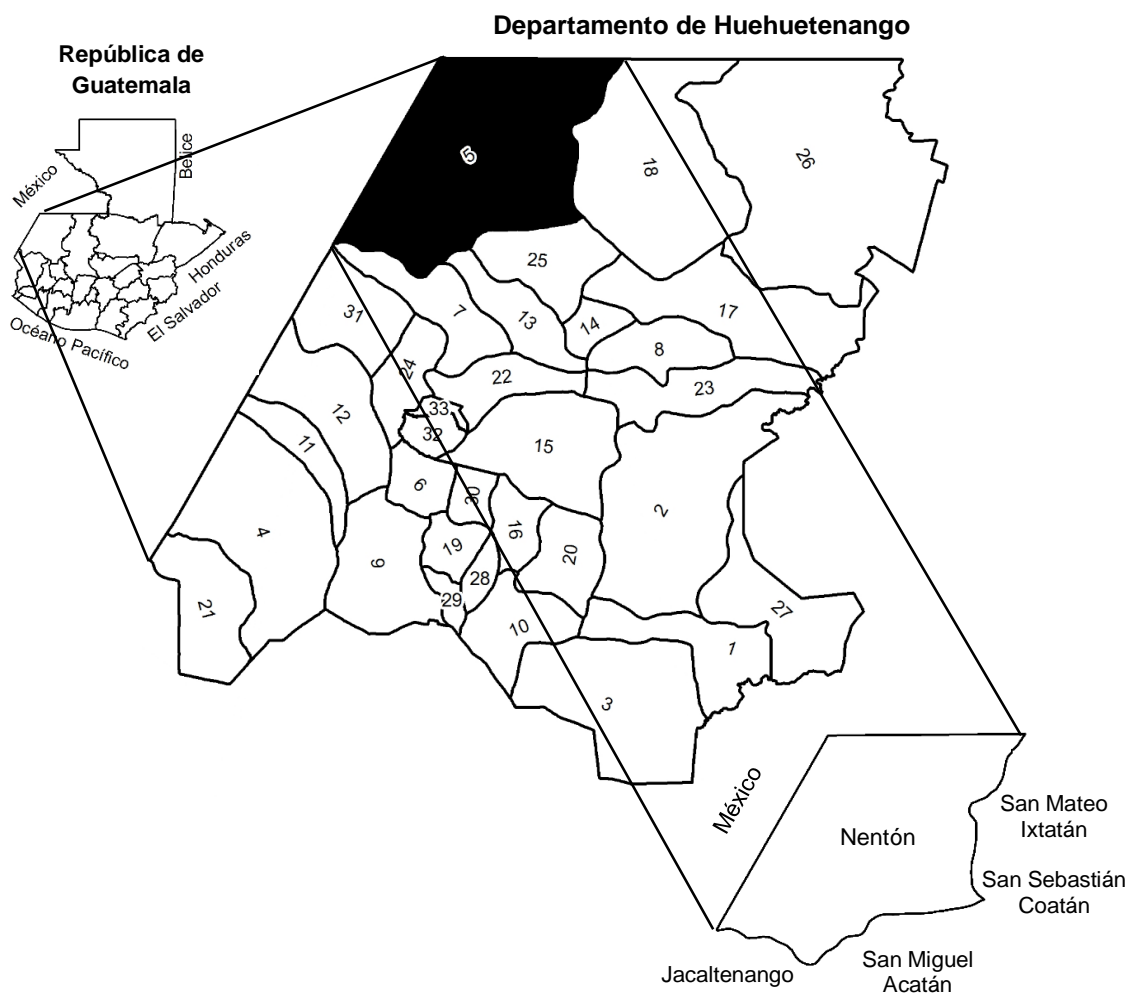 Departamento de Huehuetenango
República de
Guatemala
México
Belice
Honduras
El Salvador
Océano Pacífico
5
18
26
25
17
31
7
13
14
8
24
22
23
33
12
32
15
11
6
30
2
4
16
9
19
20
28
21
29
27
10
1
3
México
San Mateo
Ixtatán
Nentón
San Sebastián
Coatán
San Miguel
Acatán
Jacaltenango